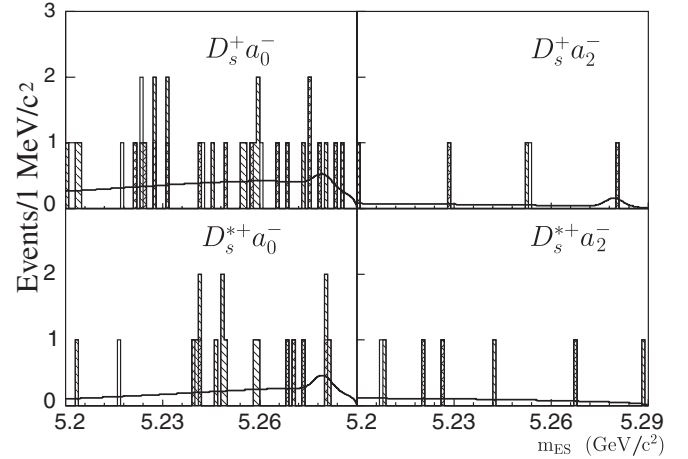 3
2
1
0
2
1
0
Events/1 MeV/c²
D_s^+ a_0^-
D_s^+ a_2^-
D_s^{*+} a_0^-
D_s^{*+} a_2^-
5.2 5.23 5.26 5.2 5.23 5.26 5.29
m_ES (GeV/c²)